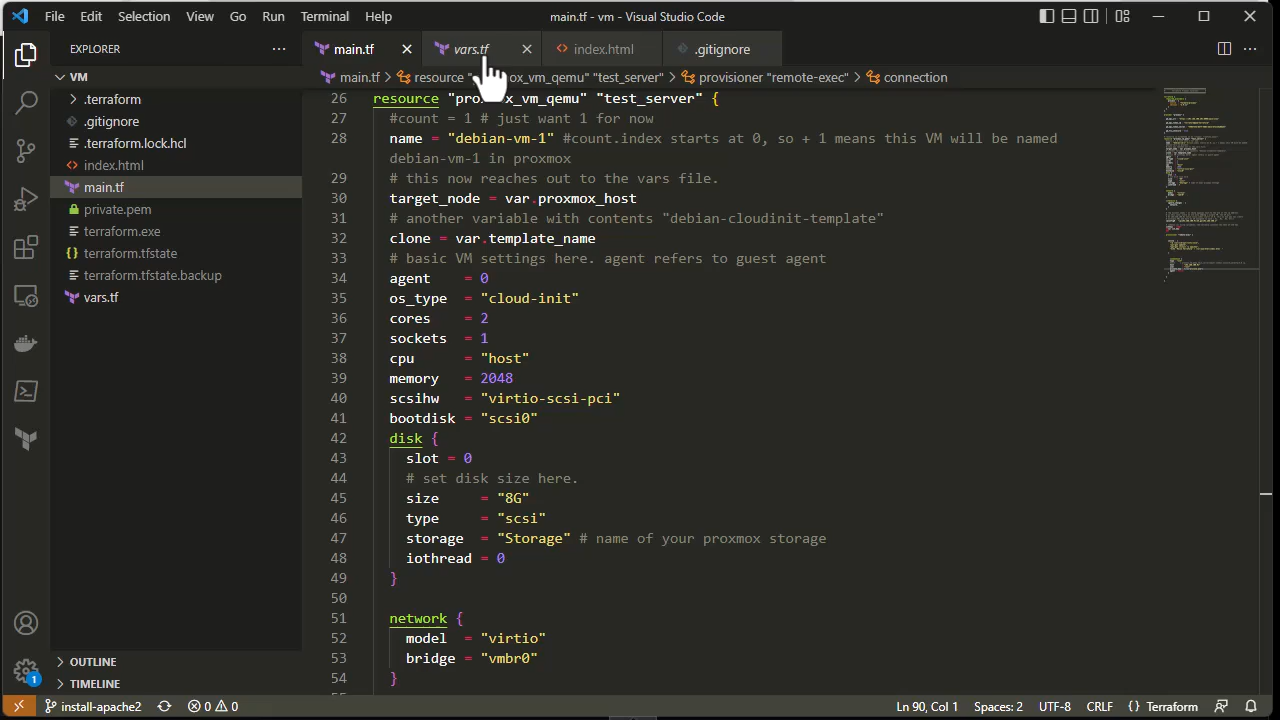 File Edit Selection View Go Run Terminal Help
main.tf - vm - Visual Studio Code
EXPLORER
main.tf
vars.tf
index.html
.gitignore
VM
.terraform
.gitignore
.terraform.lock.hcl
index.html
main.tf
private.pem
terraform.exe
terraform.tfstate
terraform.tfstate.backup
vars.tf
OUTLINE
TIMELINE
main.tf > resource "ox_vm_qemu" "test_server" > provisioner "remote-exec" > connection
26 resource "pro x_vm_qemu" "test_server" {
27 #count = 1 # just want 1 for now
28 name = "debian-vm-1" #count.index starts at 0, so + 1 means this VM will be named
debian-vm-1 in proxmox
29 # this now reaches out to the vars file.
30 target_node = var.proxmox_host
31 # another variable with contents "debian-cloudinit-template"
32 clone = var.template_name
33 # basic VM settings here. agent refers to guest agent
34 agent = 0
35 os_type = "cloud-init"
36 cores = 2
37 sockets = 1
38 cpu = "host"
39 memory = 2048
40 scsihw = "virtio-scsi-pci"
41 bootdisk = "scsi0"
42 disk {
43 slot = 0
44 # set disk size here.
45 size = "8G"
46 type = "scsi"
47 storage = "Storage" # name of your proxmox storage
48 iothread = 0
49 }
50
51 network {
52 model = "virtio"
53 bridge = "vmbr0"
54 }
1
install-apache2
0 0
Ln 90, Col 1
Spaces: 2
UTF-8
CRLF
{} Terraform